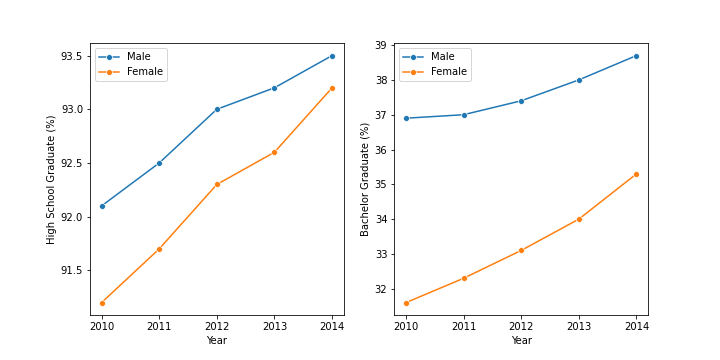 Male
Female
93.5
93.0
92.5
92.0
91.5
High School Graduate (%)
2010 2011 2012 2013 2014
Year
Male
Female
39
38
37
36
35
34
33
32
Bachelor Graduate (%)
2010 2011 2012 2013 2014
Year